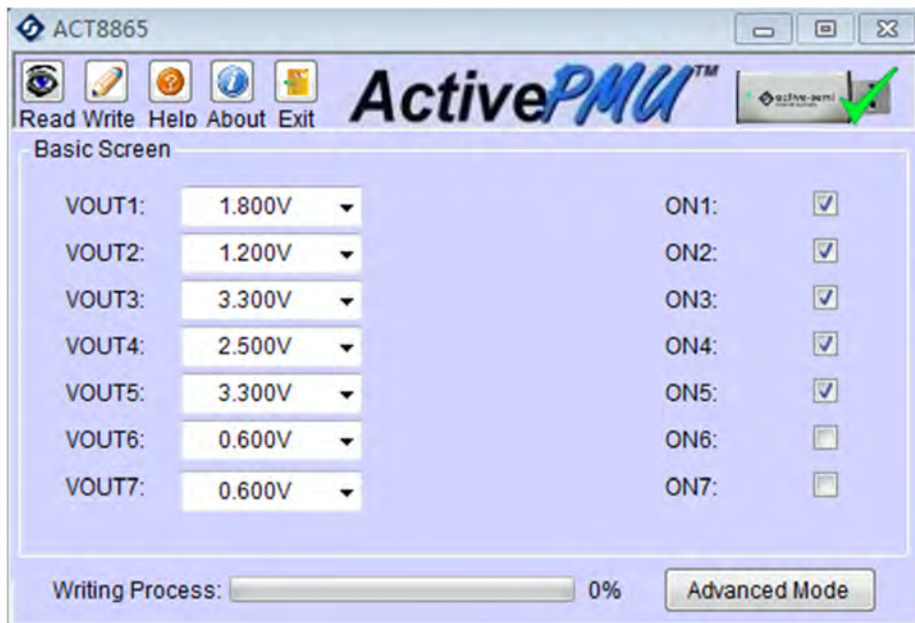 ACT8865
Read Write Help About Exit
ActivePMU™
active-semi
Basic Screen
VOUT1: 1.800V ON1:
VOUT2: 1.200V ON2:
VOUT3: 3.300V ON3:
VOUT4: 2.500V ON4:
VOUT5: 3.300V ON5:
VOUT6: 0.600V ON6:
VOUT7: 0.600V ON7:
Writing Process: 0% Advanced Mode